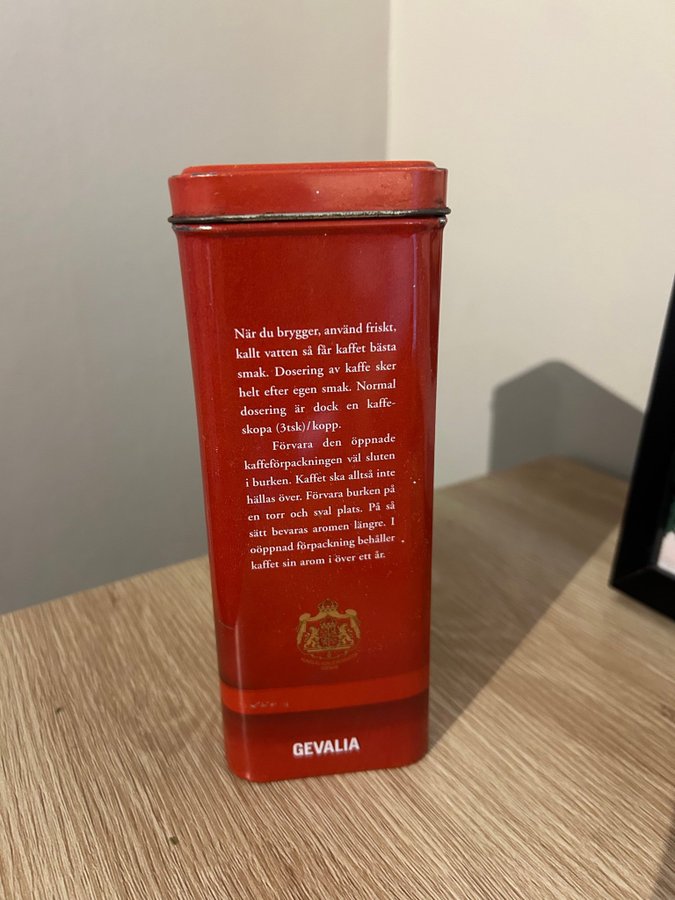 När du brygger, använd friskt,
kallt vatten så får kaffet bästa
smak. Dosering av kaffe sker
helt efter egen smak. Normal
dosering är dock en kaffe-
skopa (3tsk)/kopp.
Förvara den öppnade
kaffeförpackningen väl sluten
i burken. Kaffet ska alltså inte
hällas över. Förvara burken på
en torr och sval plats. På så
sätt bevaras aromen längre. I
oöppnad förpackning behåller
kaffet sin arom i över ett år.
GEVALIA